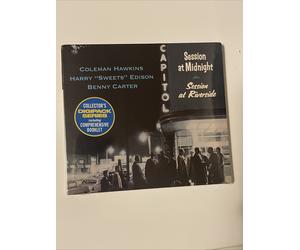 COLEMAN HAWKINS
HARRY "SWEETS" EDISON
BENNY CARTER
CAPITOL
Session
at Midnight
Session
at Riverside
COLLECTOR'S
DIGIPACK
SERIES
including
COMPREHENSIVE
BOOKLET